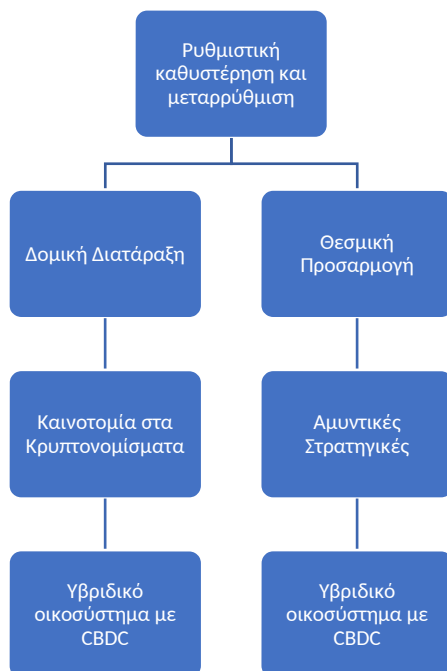 Ρυθμιστική
καθυστέρηση και
μεταρρύθμιση
Δομική Διατάραξη
Θεσμική
Προσαρμογή
Καινοτομία στα
Κρυπτονομίσματα
Αμυντικές
Στρατηγικές
Υβριδικό
οικοσύστημα με
CBDC
Υβριδικό
οικοσύστημα με
CBDC